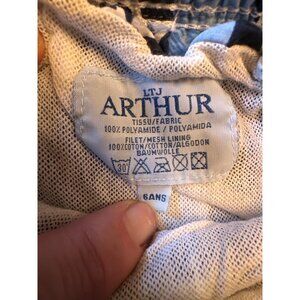 LTJ
ARTHUR
TISSU/FABRIC
100% POLYAMIDE / POLYAMIDA
FILET/MESH LINING
100%COTON/COTTON/ALGODON
BAUMWOLLE
30
6ANS